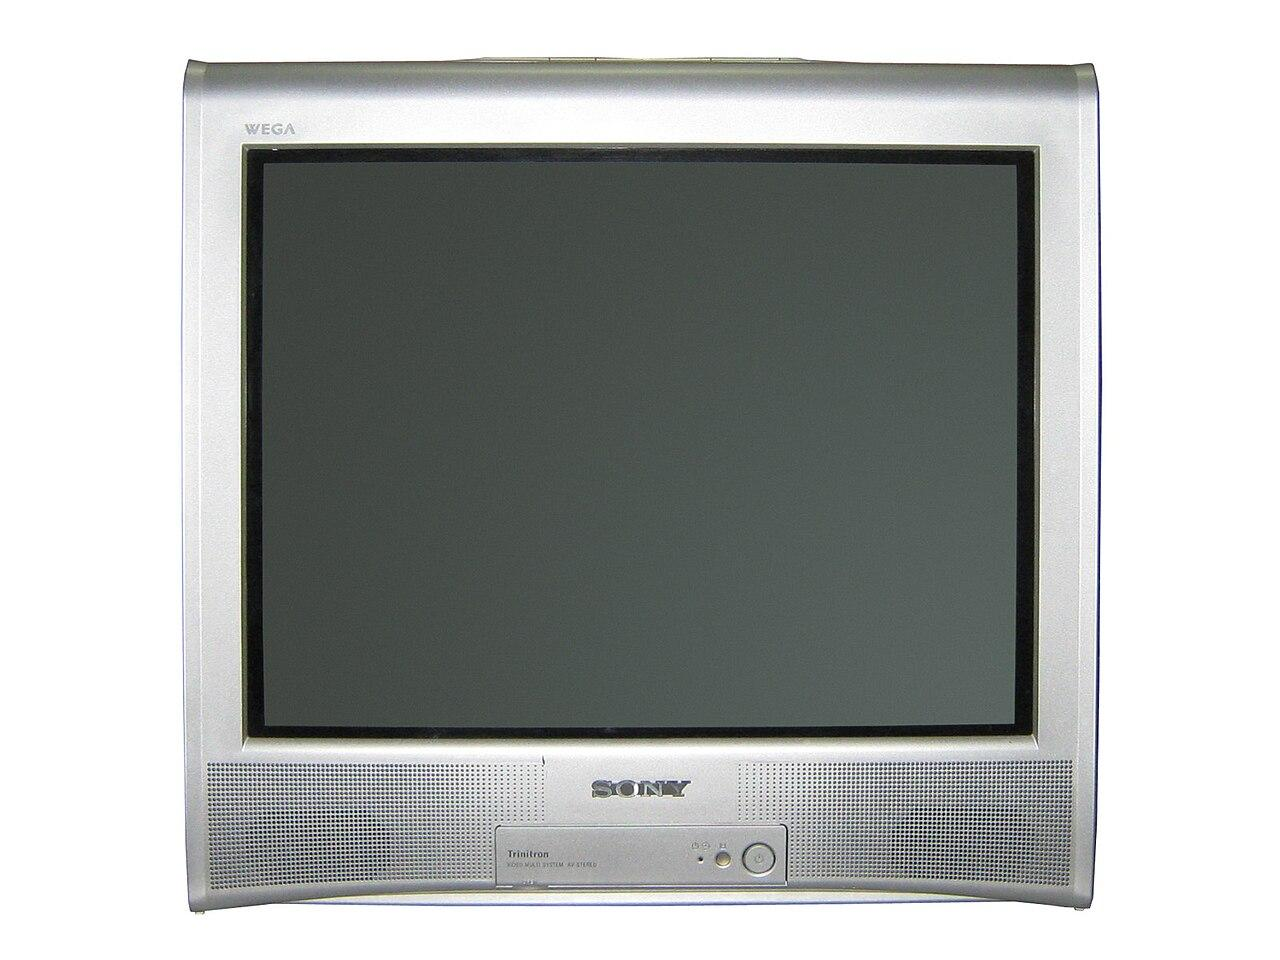 WEGA
SONY
Trinitron
VIDEO MULTI SYSTEM AV STEREO